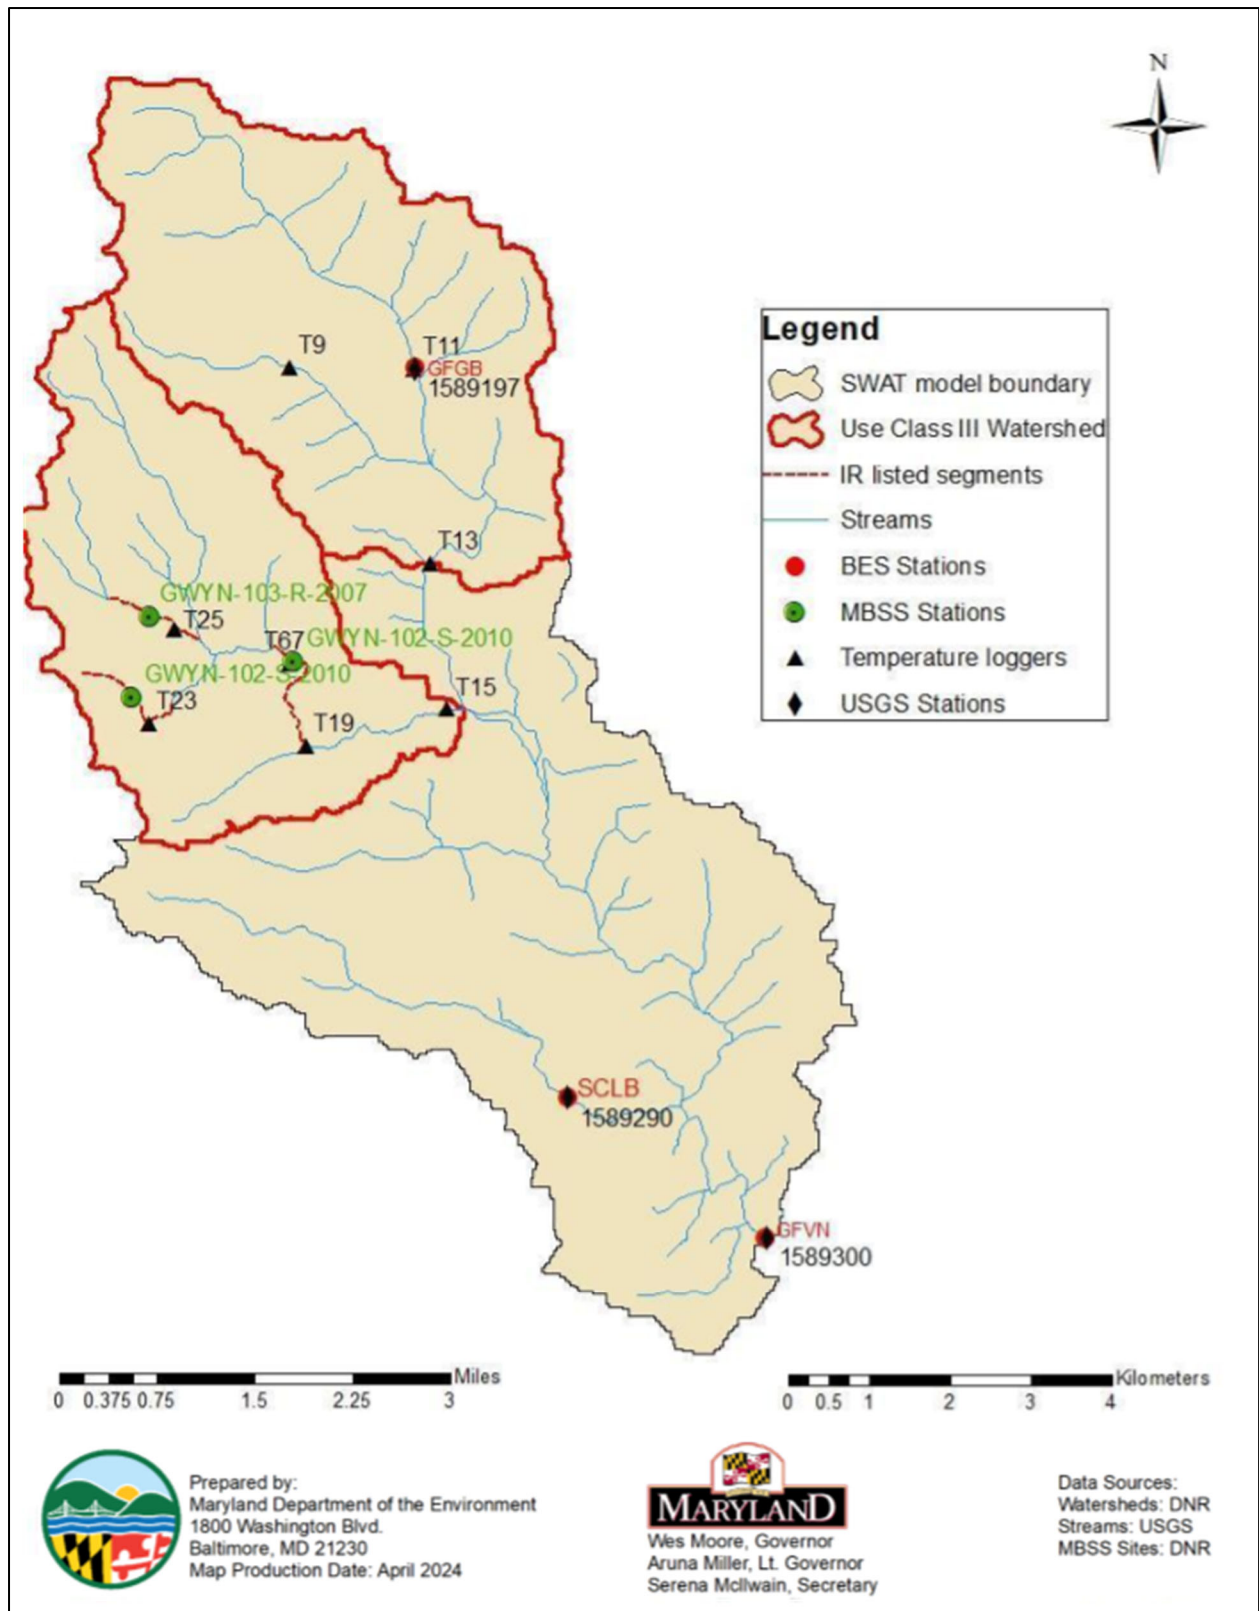 N
T9
T11
GFGB
1589197
Legend
SWAT model boundary
Use Class III Watershed
IR listed segments
Streams
BES Stations
MBSS Stations
Temperature loggers
USGS Stations
T13
GWYN-103-R-2007
T25
T67
GWYN-102-S-2010
GWYN-102-S-2010
T23
T15
T19
SCLB
1589290
GFVN
1589300
Miles
0 0.375 0.75 1.5 2.25 3
Kilometers
0 0.5 1 2 3 4
Prepared by:
Maryland Department of the Environment
1800 Washington Blvd.
Baltimore, MD 21230
Map Production Date: April 2024
MARYLAND
Wes Moore, Governor
Aruna Miller, Lt. Governor
Serena McIlwain, Secretary
Data Sources:
Watersheds: DNR
Streams: USGS
MBSS Sites: DNR